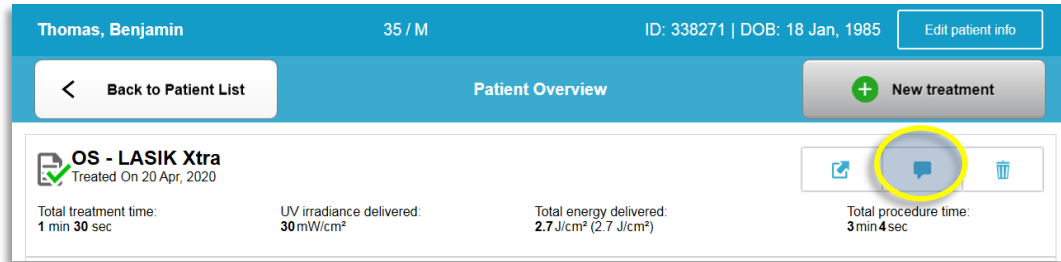 Thomas, Benjamin 35 / M ID: 338271 | DOB: 18 Jan, 1985 Edit patient info
Back to Patient List Patient Overview New treatment
OS - LASIK Xtra
Treated On 20 Apr, 2020
Total treatment time: UV irradiance delivered: Total energy delivered: Total procedure time:
1 min 30 sec 30 mW/cm² 2.7 J/cm² (2.7 J/cm²) 3 min 4 sec